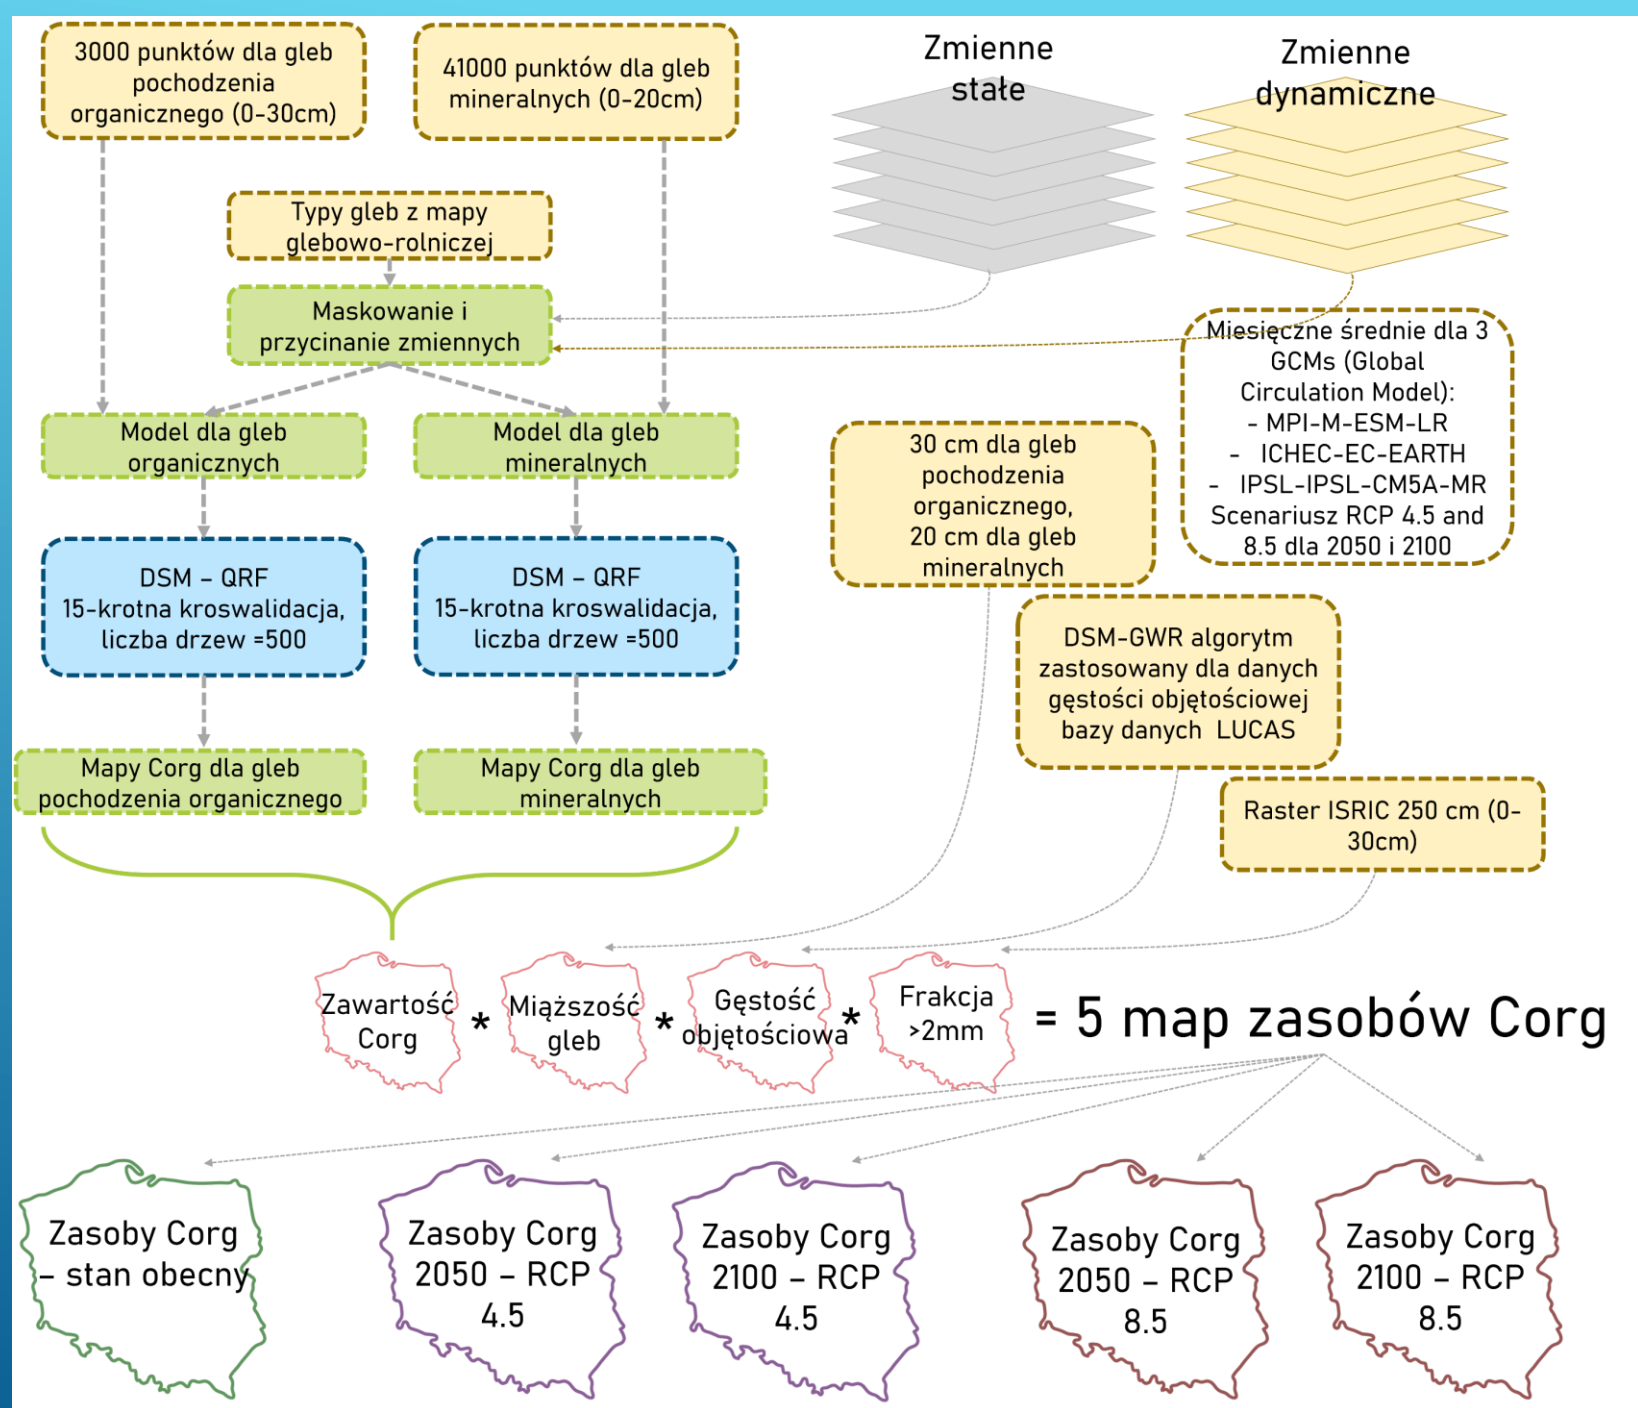 3000 punktów dla gleb
pochodzenia
organicznego (0-30cm)
41000 punktów dla gleb
mineralnych (0-20cm)
Zmienne
stałe
Zmienne
dynamiczne
Typy gleb z mapy
glebowo-rolniczej
Maskowanie i
przycinanie zmiennych
Miesięczne średnie dla 3
GCMs (Global
Circulation Model):
- MPI-M-ESM-LR
- ICHEC-EC-EARTH
- IPSL-IPSL-CM5A-MR
Scenariusz RCP 4.5 and
8.5 dla 2050 i 2100
Model dla gleb
organicznych
Model dla gleb
mineralnych
30 cm dla gleb
pochodzenia
organicznego,
20 cm dla gleb
mineralnych
DSM – QRF
15-krotna kroswalidacja,
liczba drzew =500
DSM – QRF
15-krotna kroswalidacja,
liczba drzew =500
DSM-GWR algorytm
zastosowany dla danych
gęstości objętościowej
bazy danych LUCAS
Mapy Corg dla gleb
pochodzenia organicznego
Mapy Corg dla gleb
mineralnych
Raster ISRIC 250 cm (0-
30cm)
Zawartość
Corg
*
Miąższość
gleb
*
Gęstość
objętościowa
*
Frakcja
>2mm
= 5 map zasobów Corg
Zasoby Corg
– stan obecny
Zasoby Corg
2050 – RCP
4.5
Zasoby Corg
2100 – RCP
4.5
Zasoby Corg
2050 – RCP
8.5
Zasoby Corg
2100 – RCP
8.5